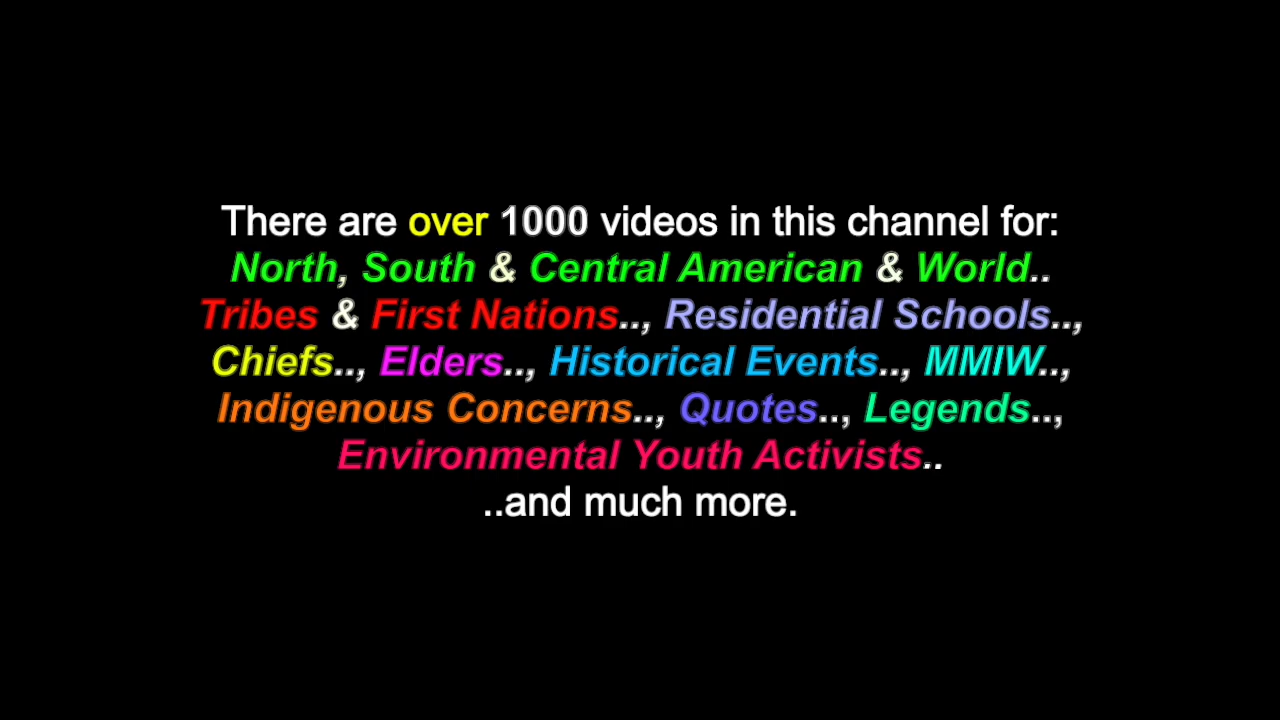 There are over 1000 videos in this channel for:
North, South & Central American & World..
Tribes & First Nations.., Residential Schools..,
Chiefs.., Elders.., Historical Events.., MMIW..,
Indigenous Concerns.., Quotes.., Legends..,
Environmental Youth Activists..
..and much more.